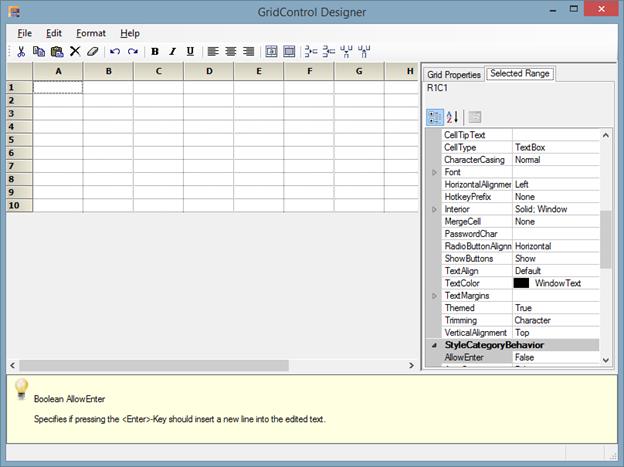 GridControl Designer
File Edit Format Help
B I U
A B C D E F G H
1
2
3
4
5
6
7
8
9
10
Grid Properties Selected Range
R1C1
CellTipText
CellType TextBox
CharacterCasing Normal
Font
HorizontalAlignmer Left
HotkeyPrefix None
Interior Solid; Window
MergeCell None
PasswordChar
RadioButtonAlignn Horizontal
ShowButtons Show
TextAlign Default
TextColor WindowText
TextMargins
Themed True
Trimming Character
VerticalAlignment Top
StyleCategoryBehavior
AllowEnter False
Boolean AllowEnter
Specifies if pressing the <Enter>-Key should insert a new line into the edited text.